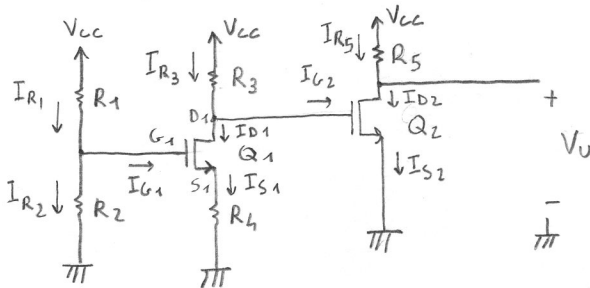 VCC
VCC
VCC
IR1
R1
IR3
R3
IR5
R5
IG2
D1
ID1
ID2
G1
Q1
Q2
IG1
S1
IS1
IS2
IR2
R2
R4
+
VU
-